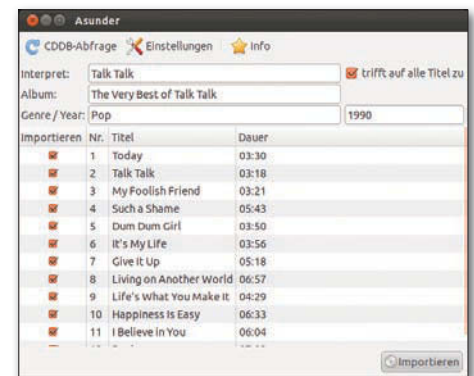 Asunder
CDDB-Abfrage Einstellungen Info
Interpret: Talk Talk trifft auf alle Titel zu
Album: The Very Best of Talk Talk
Genre / Year: Pop 1990
Importieren Nr. Titel Dauer
1 Today 03:30
2 Talk Talk 03:18
3 My Foolish Friend 03:21
4 Such a Shame 05:43
5 Dum Dum Girl 03:50
6 It's My Life 03:56
7 Give It Up 05:18
8 Living on Another World 06:57
9 Life's What You Make It 04:29
10 Happiness Is Easy 06:33
11 I Believe in You 06:04
Importieren